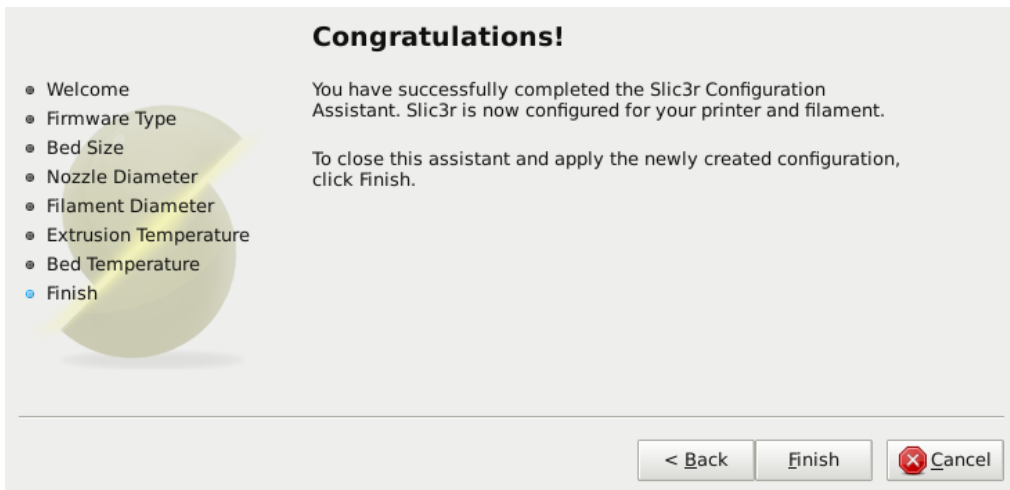 Congratulations!
Welcome
Firmware Type
Bed Size
Nozzle Diameter
Filament Diameter
Extrusion Temperature
Bed Temperature
Finish
You have successfully completed the Slic3r Configuration
Assistant. Slic3r is now configured for your printer and filament.
To close this assistant and apply the newly created configuration,
click Finish.
< Back
Finish
Cancel